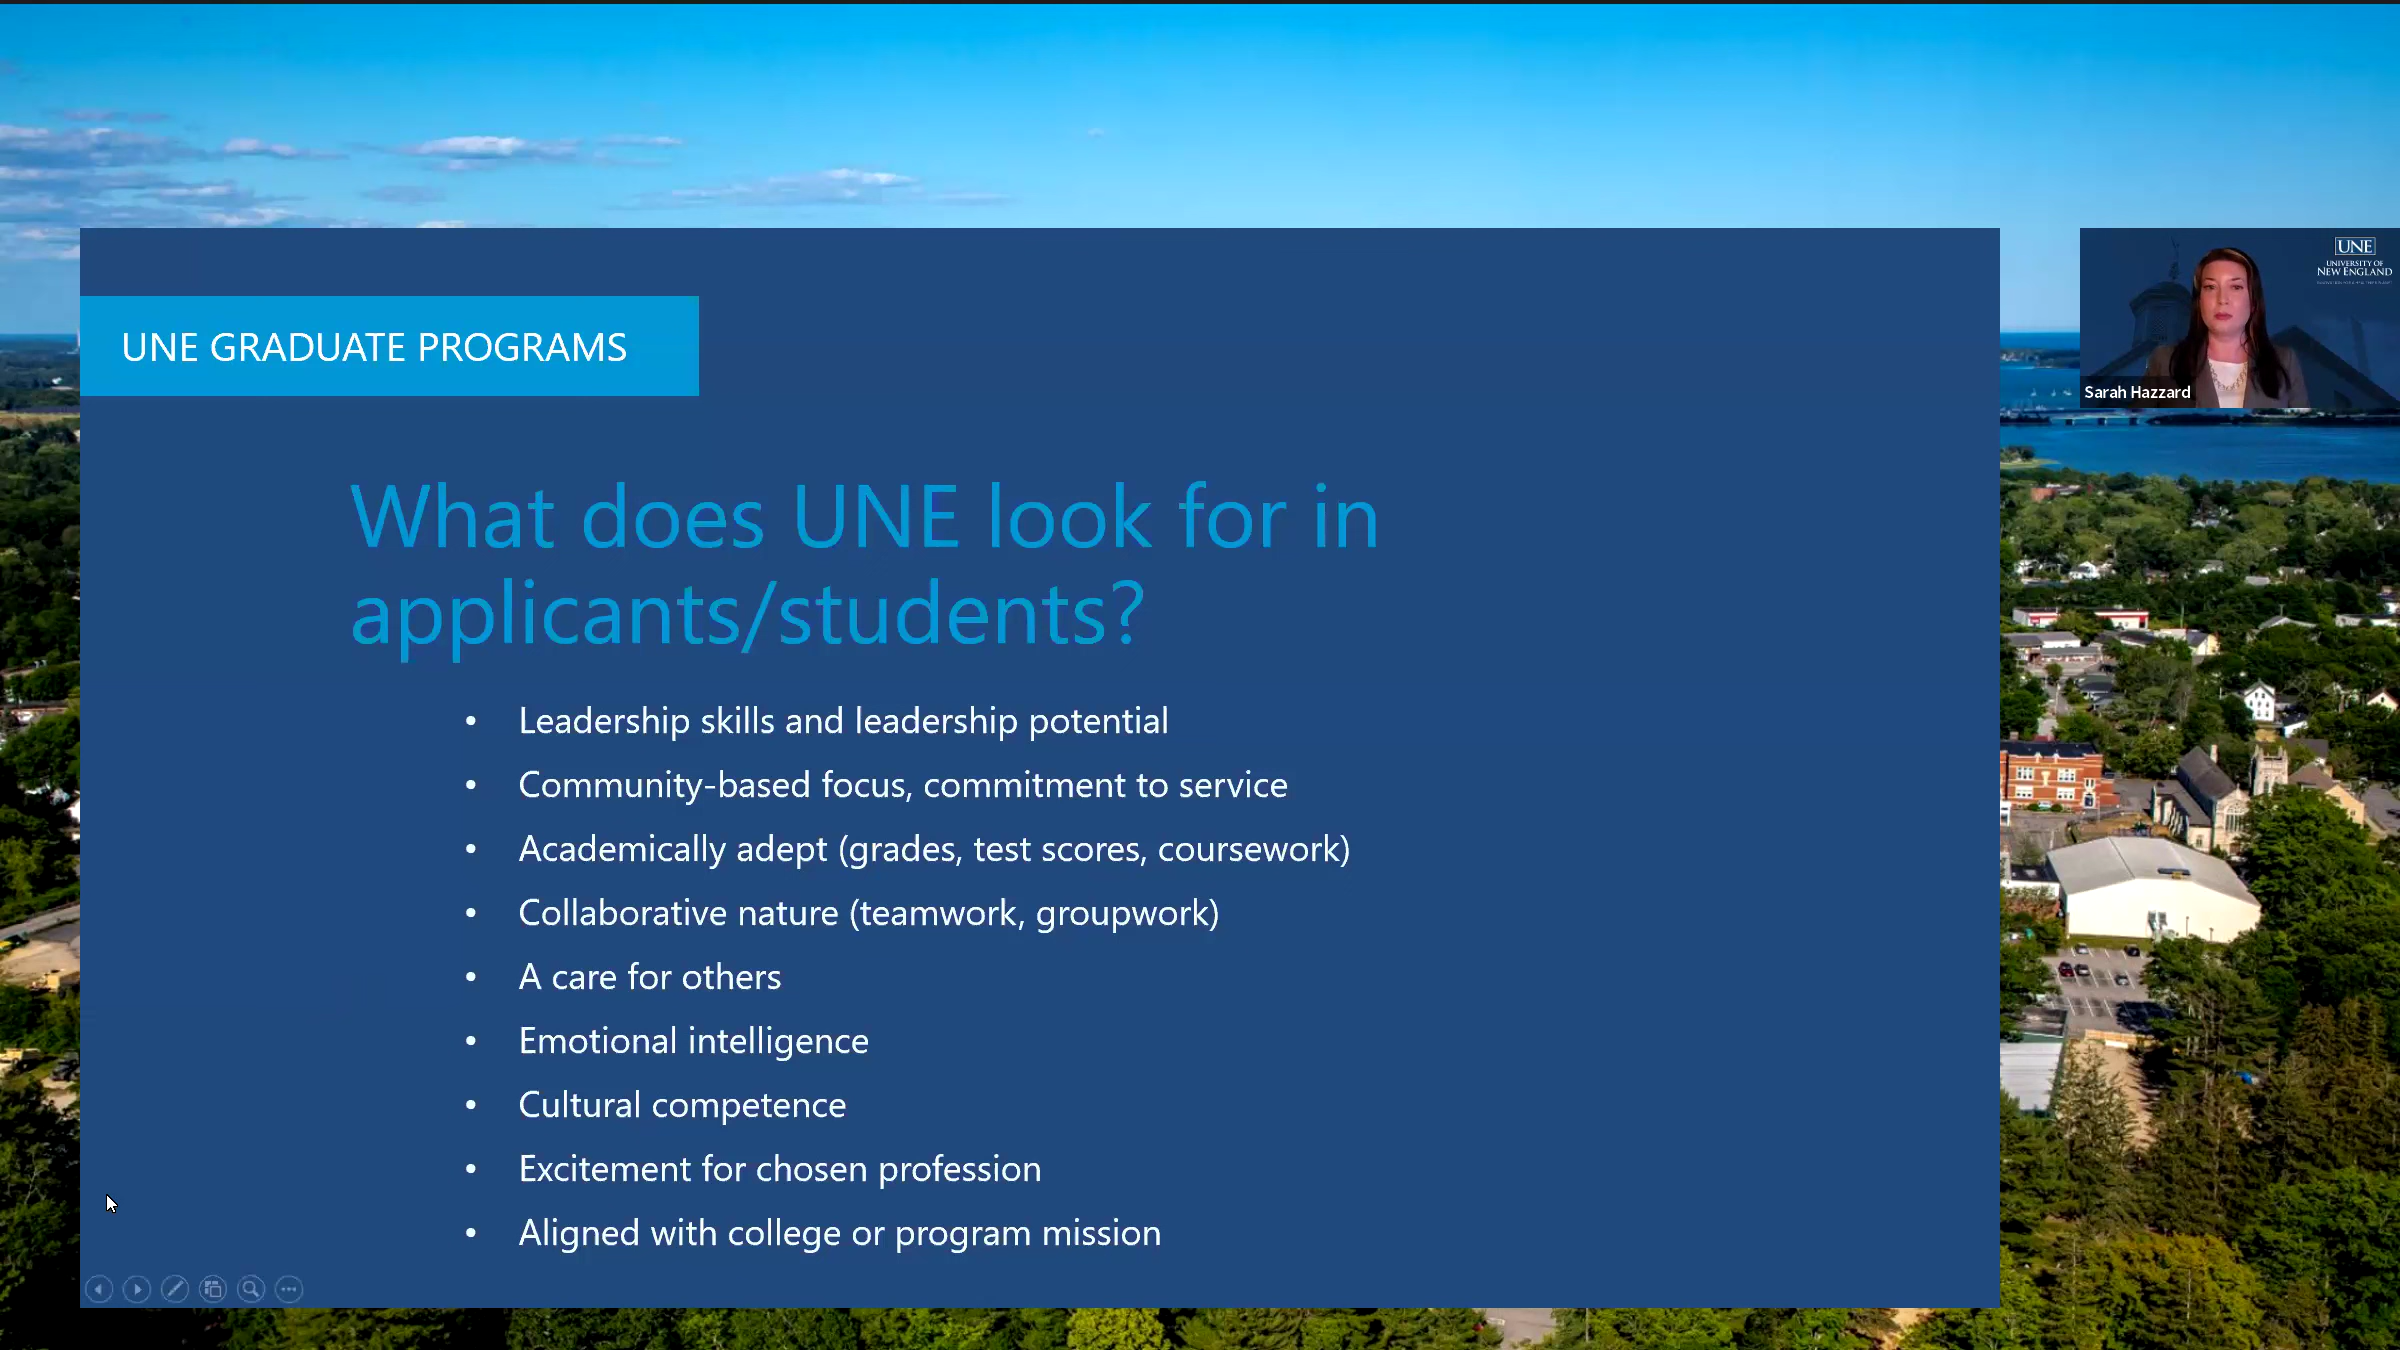 UNE GRADUATE PROGRAMS
What does UNE look for in
applicants/students?
• Leadership skills and leadership potential
• Community-based focus, commitment to service
• Academically adept (grades, test scores, coursework)
• Collaborative nature (teamwork, groupwork)
• A care for others
• Emotional intelligence
• Cultural competence
• Excitement for chosen profession
• Aligned with college or program mission
UNE
UNIVERSITY OF
NEW ENGLAND
Sarah Hazzard